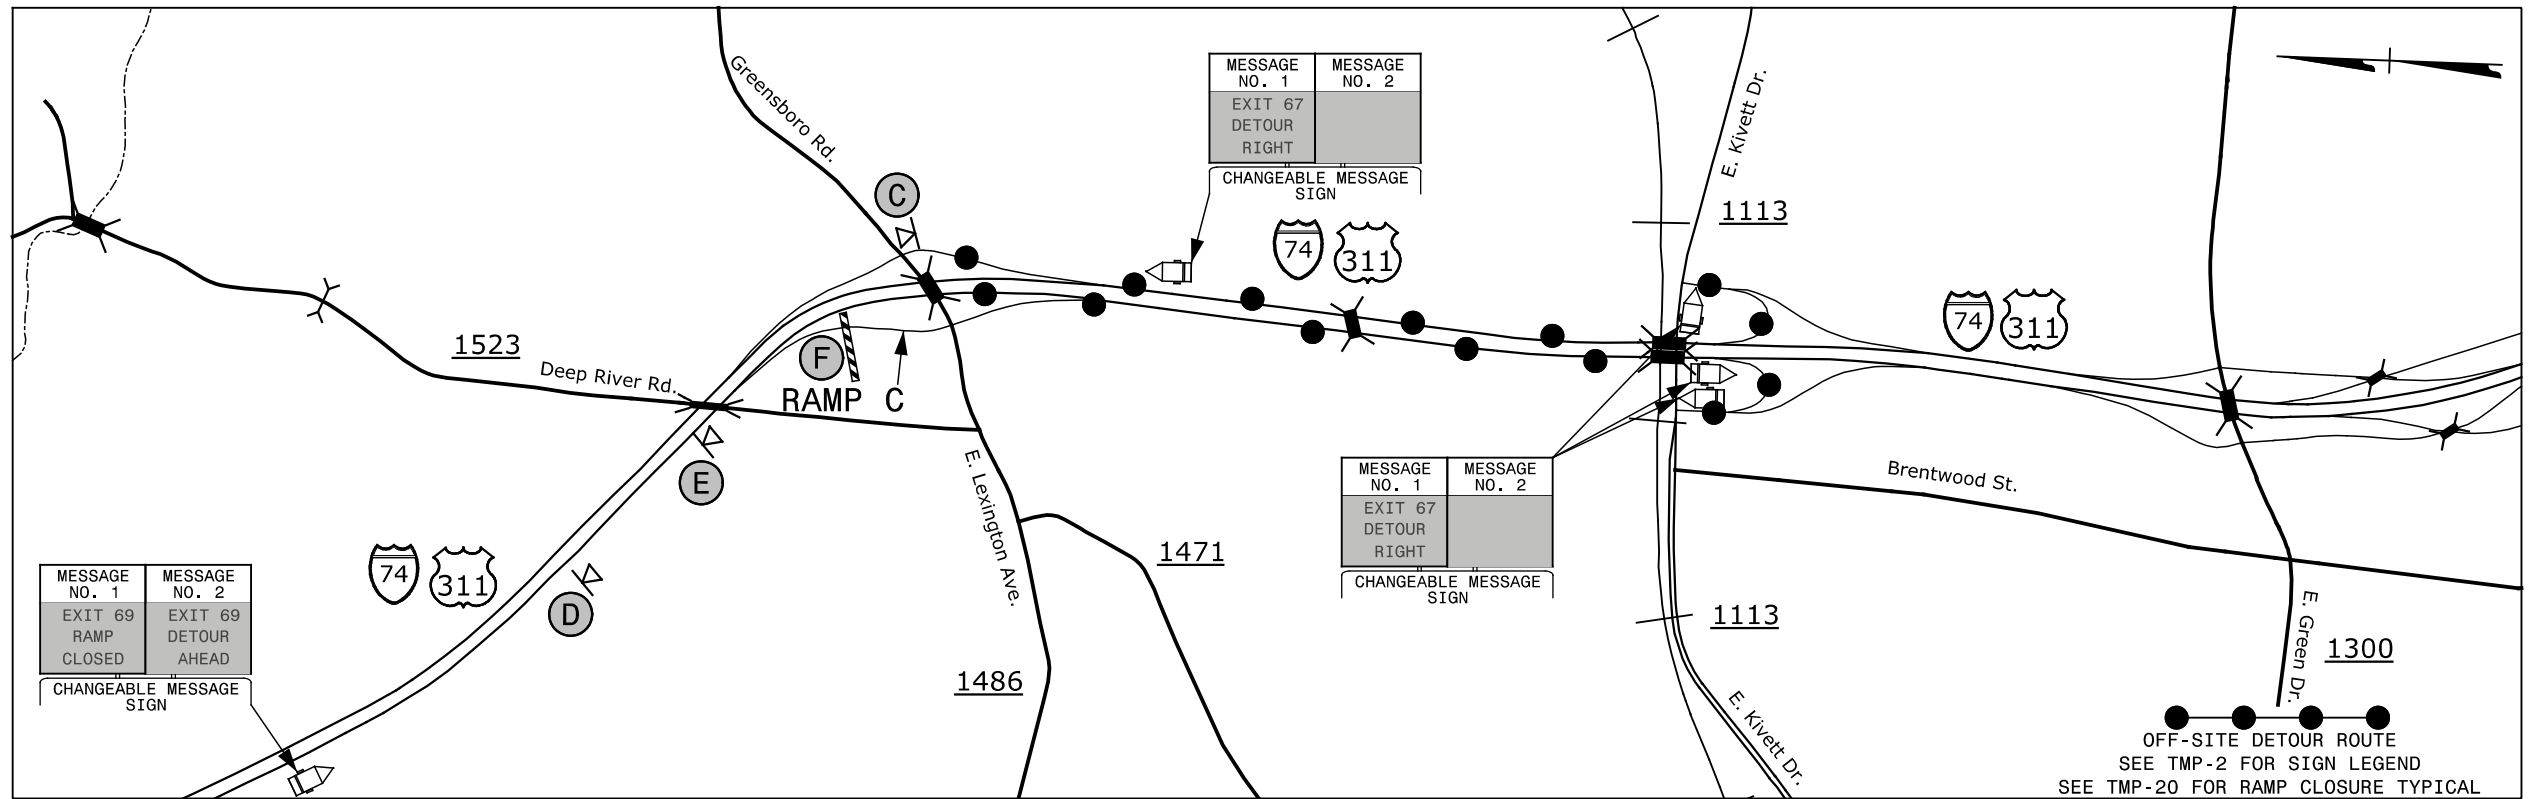 MESSAGE NO. 1
MESSAGE NO. 2
EXIT 67
DETOUR
RIGHT
CHANGEABLE MESSAGE
SIGN
Greensboro Rd.
E. Kivett Dr.
C
1113
74
311
74
311
1523
Deep River Rd.
F
RAMP C
E
E. Lexington Ave.
MESSAGE NO. 1
MESSAGE NO. 2
EXIT 67
DETOUR
RIGHT
CHANGEABLE MESSAGE
SIGN
Brentwood St.
1471
74
311
D
MESSAGE NO. 1
MESSAGE NO. 2
EXIT 69
RAMP
CLOSED
EXIT 69
DETOUR
AHEAD
CHANGEABLE MESSAGE
SIGN
1486
1113
E. Kivett Dr.
E. Green Dr.
1300
OFF-SITE DETOUR ROUTE
SEE TMP-2 FOR SIGN LEGEND
SEE TMP-20 FOR RAMP CLOSURE TYPICAL